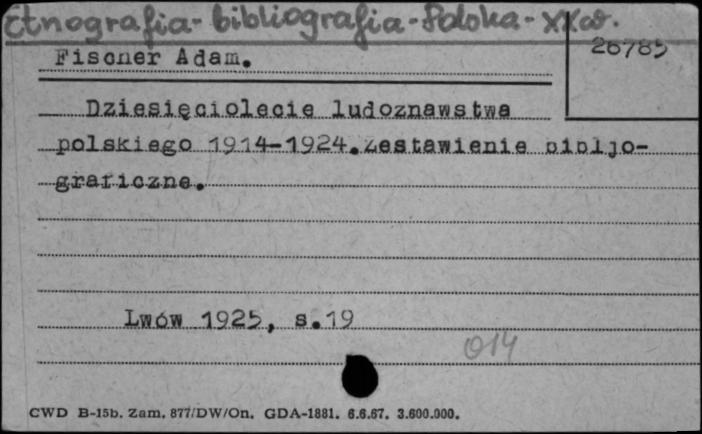 Etnografia - bibliografia - Polska - XX w.
26785
Fischer Adam.
Dziesięciolecie ludoznawstwa
polskiego 1914-1924. Zestawienie bibljo-
graficzne.
Lwów 1925, s.19
014
CWD B-15b. Zam. 877/DW/On. GDA-1881. 6.6.67. 3.600.000.